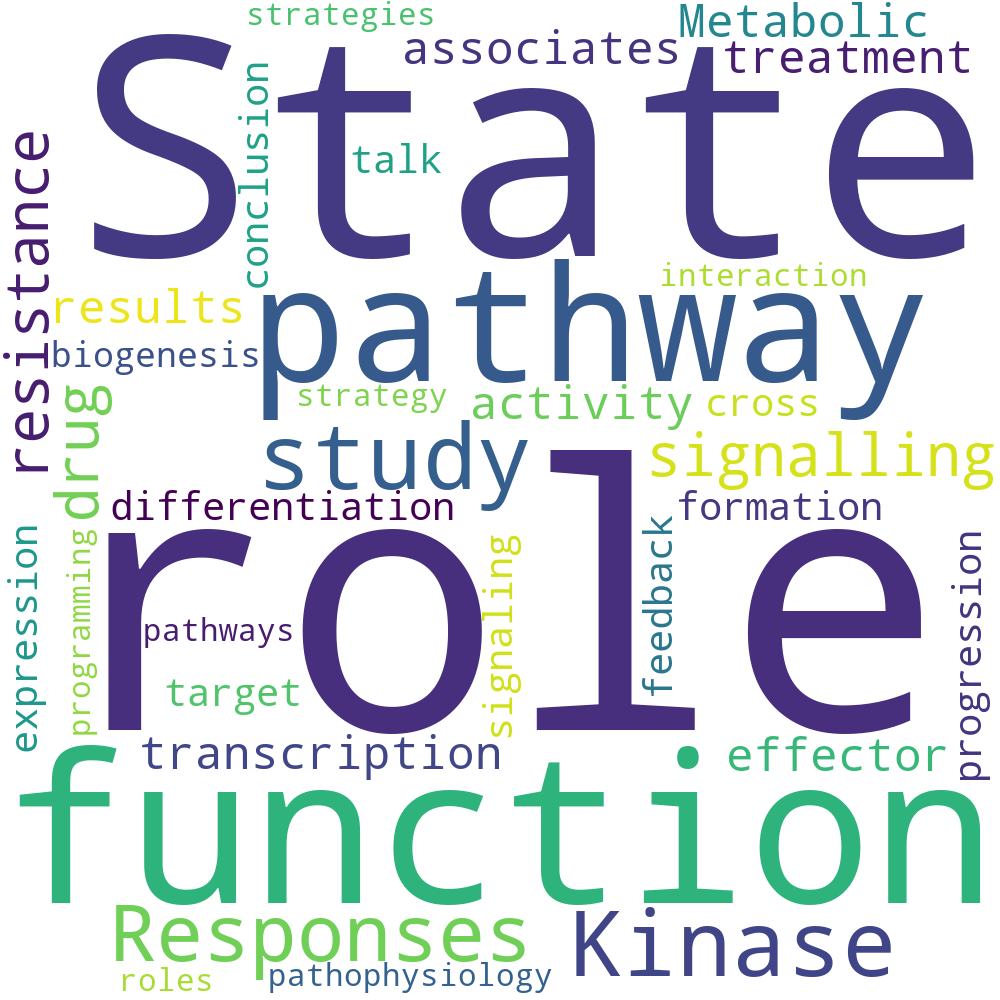 strategies
Metabolic
associates
treatment
State
conclusion
talk
resistance
interaction
pathway
results
biogenesis
strategy
activity
cross
drug
study
signalling
differentiation
formation
role
expression
programming
pathways
signaling
feedback
progression
target
transcription
effector
function
Responses
Kinase
pathophysiology
roles